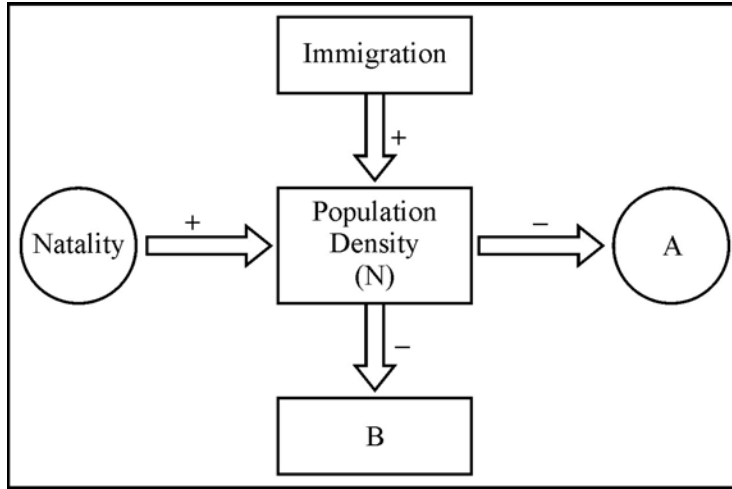 Immigration
+
Natality
+
Population
Density
(N)
–
A
–
B